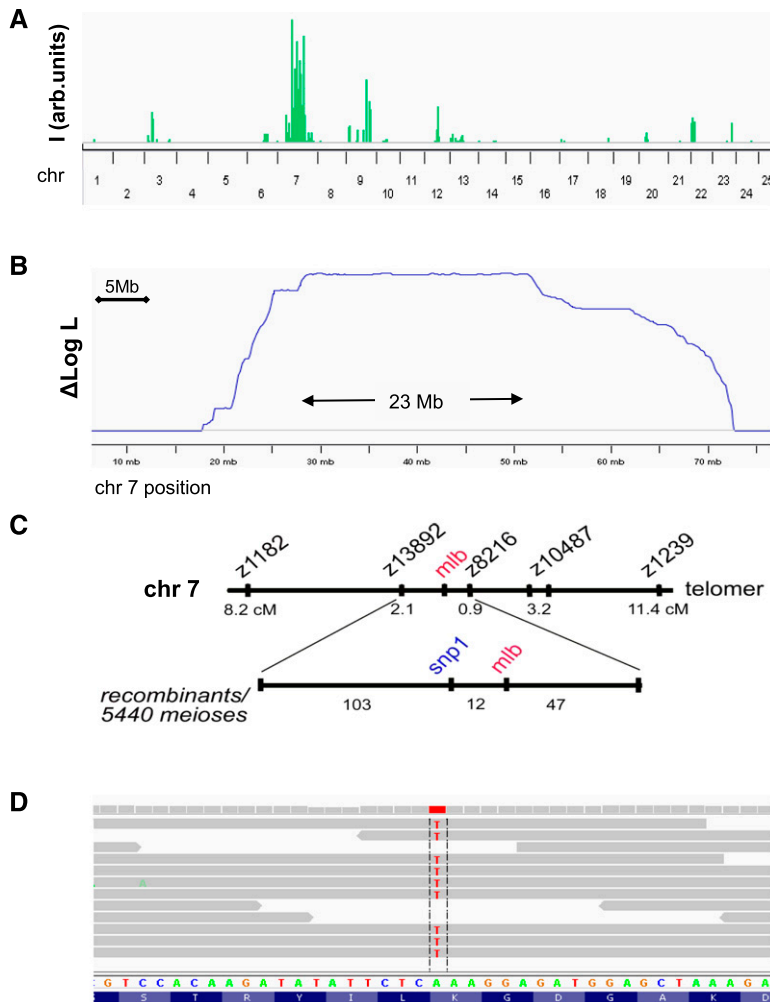 A
I (arb.units)
chr
1 3 5 7 9 11 13 15 17 19 21 23 25
2 4 6 8 10 12 14 16 18 20 22 24
B
5Mb
ΔLog L
23 Mb
10 mb 20 mb 30 mb 40 mb 50 mb 60 mb 70 mb
chr 7 position
C
z1182 z13892 mlb z8216 z10487 z1239
chr 7 telomer
8.2 cM 2.1 0.9 3.2 11.4 cM
snp1 mlb
recombinants/
5440 meioses
103 12 47
D
T
T
T
T
A T
T
T
T
T
G T C C A C A A G A T A T A T T C T C A A A G G A G A T G G A G C T A A A G A
S T R Y I L K G D G A K